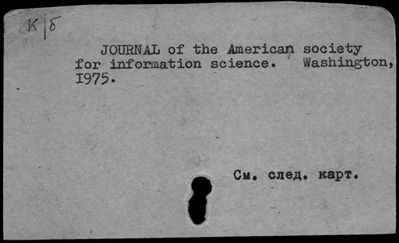 К/б
JOURNAL of the American society
for information science. Washington,
1975.
См. след. карт.